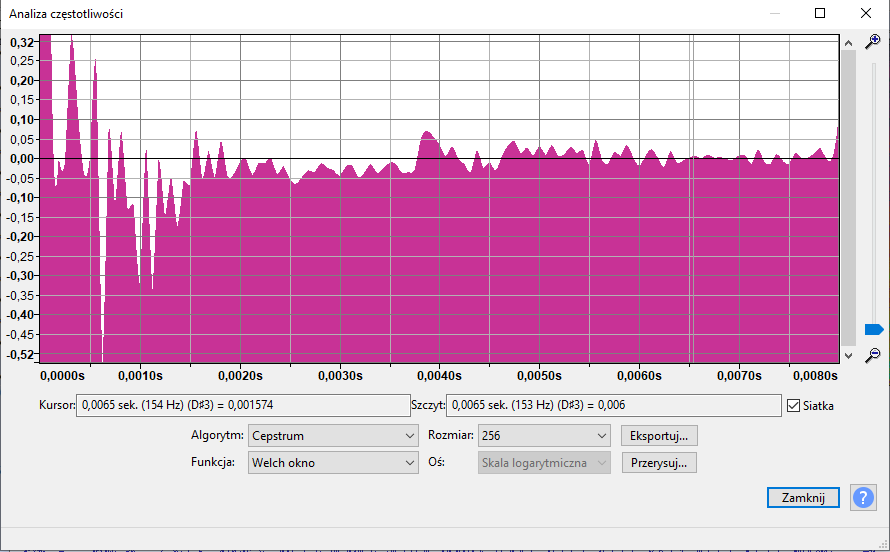 Analiza częstotliwości
0,32
0,25
0,20
0,15
0,10
0,05
0,00
-0,05
-0,10
-0,15
-0,20
-0,25
-0,30
-0,35
-0,40
-0,45
-0,52
0,0000s 0,0010s 0,0020s 0,0030s 0,0040s 0,0050s 0,0060s 0,0070s 0,0080s
Kursor: 0,0065 sek. (154 Hz) (D♯3) = 0,001574 Szczyt: 0,0065 sek. (153 Hz) (D♯3) = 0,006 Siatka
Algorytm: Cepstrum Rozmiar: 256 Eksportuj...
Funkcja: Welch okno Oś: Skala logarytmiczna Przerysuj...
Zamknij ?